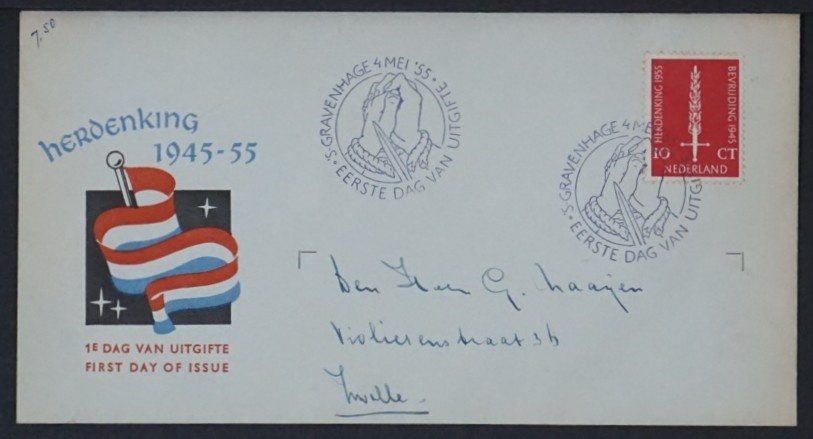 7,50
herdenking
1945-55
1E DAG VAN UITGIFTE
FIRST DAY OF ISSUE
'S-GRAVENHAGE 4 MEI '55 •
EERSTE DAG VAN UITGIFTE
HERDENKING 1955
BEVRIJDING 1945
10 CT
NEDERLAND
'S-GRAVENHAGE 4 MEI
EERSTE DAG VAN UITGIF
Den Heer G. Haayen
Violierenstraat 36
Zwolle.